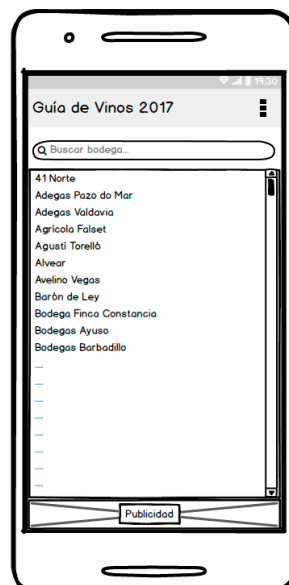 19:30
Guía de Vinos 2017
Buscar bodega...
41 Norte
Adegas Pazo do Mar
Adegas Valdavia
Agrícola Falset
Agustí Torelló
Alvear
Avelino Vegas
Barón de Ley
Bodega Finca Constancia
Bodegas Ayuso
Bodegas Barbadillo
....
....
....
....
....
....
....
....
Publicidad